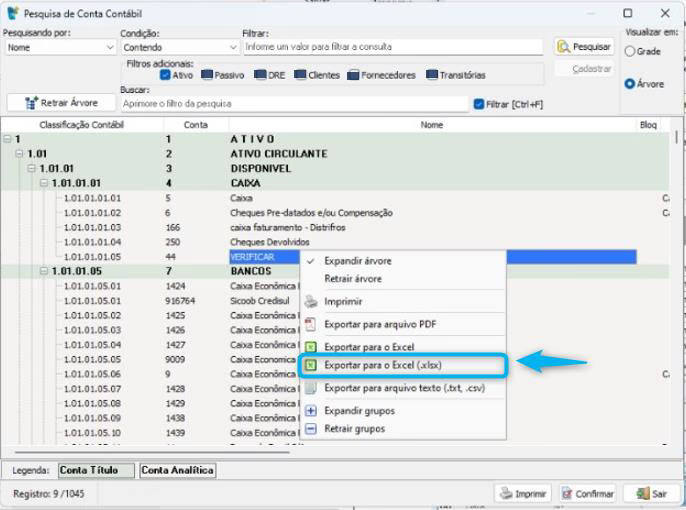 Pesquisa de Conta Contábil
Pesquisando por: Condição: Filtrar: Visualizar em:
Nome Contendo Informe um valor para filtrar a consulta Pesquisar Grade
Filtros adicionais:
Ativo Passivo DRE Clientes Fornecedores Transitórias Cadastrar Árvore
Buscar:
Retrair Árvore Aprimore o filtro da pesquisa Filtrar [Ctrl+F]
Classificação Contábil Conta Nome Bloq
1 1 A T I V O
1.01 2 ATIVO CIRCULANTE
1.01.01 3 DISPONIVEL
1.01.01.01 4 CAIXA
1.01.01.01.01 5 Caixa
1.01.01.01.02 6 Cheques Pre-datados e/ou Compensação
1.01.01.01.03 166 caixa faturamento - Distrifros
1.01.01.01.04 250 Cheques Devolvidos
1.01.01.01.05 44 VERIFICAR
1.01.01.05 7 BANCOS
1.01.01.05.01 1424 Caixa Econômica
1.01.01.05.01 916764 Sicoob Credisul
1.01.01.05.02 1425 Caixa Econômica
1.01.01.05.03 1426 Caixa Econômica
1.01.01.05.04 1427 Caixa Econômica
1.01.01.05.05 9009 Caixa Econômica
1.01.01.05.06 9 Caixa Econômica
1.01.01.05.07 1428 Caixa Econômica
1.01.01.05.08 1429 Caixa Econômica
1.01.01.05.09 1438 Caixa Econômica
1.01.01.05.10 1439 Caixa Econômica
Expandir árvore
Retrair árvore
Imprimir
Exportar para arquivo PDF
Exportar para o Excel
Exportar para o Excel (.xlsx)
Exportar para arquivo texto (.txt, .csv)
Expandir grupos
Retrair grupos
Legenda: Conta Título Conta Analítica
Registro: 9 /1045 Imprimir Confirmar Sair